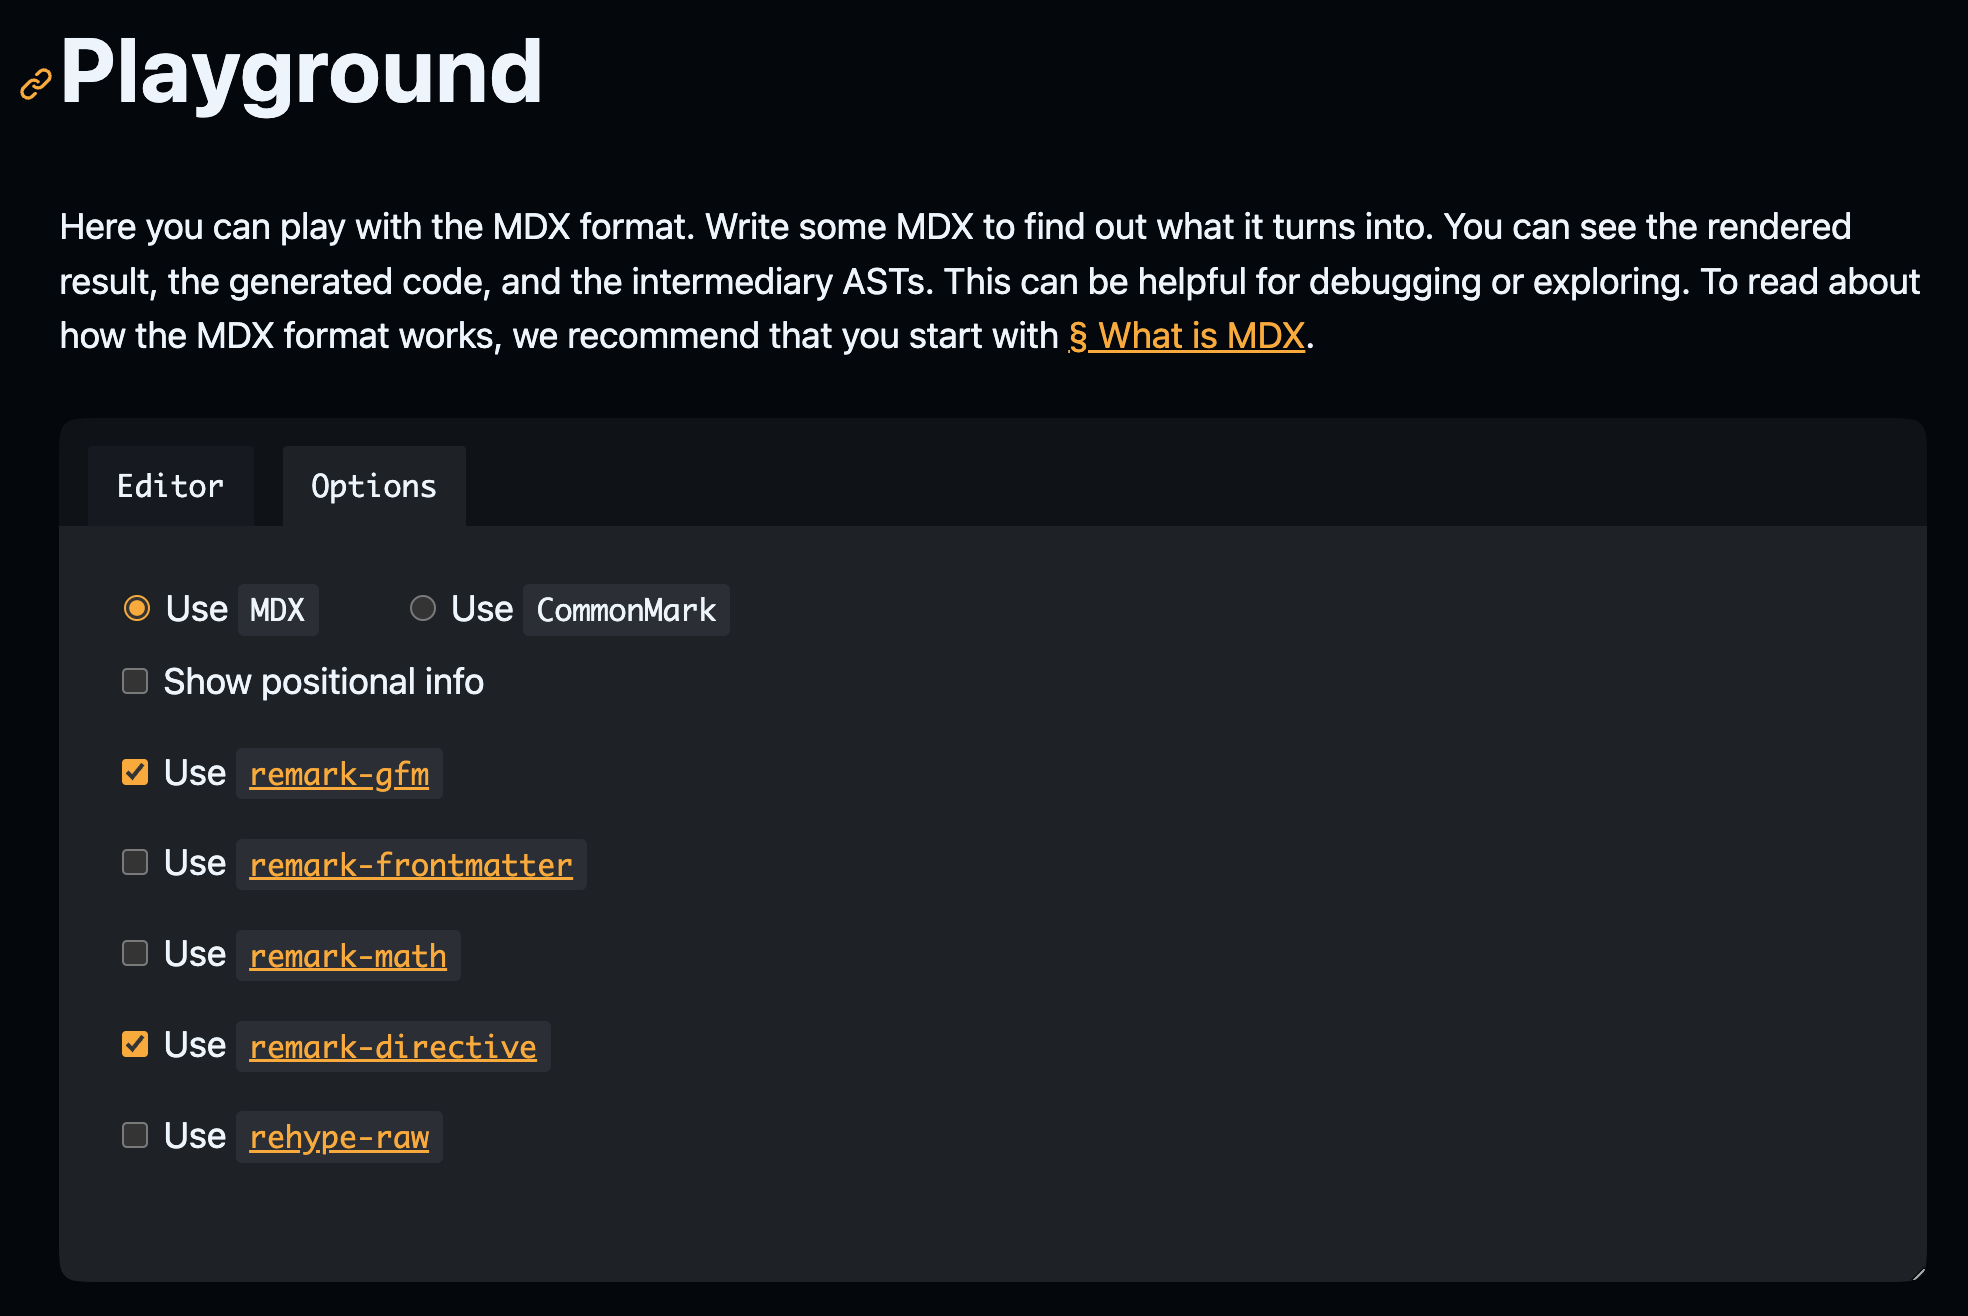 Playground
Here you can play with the MDX format. Write some MDX to find out what it turns into. You can see the rendered
result, the generated code, and the intermediary ASTs. This can be helpful for debugging or exploring. To read about
how the MDX format works, we recommend that you start with § What is MDX.
Editor Options
Use MDX Use CommonMark
Show positional info
Use remark-gfm
Use remark-frontmatter
Use remark-math
Use remark-directive
Use rehype-raw